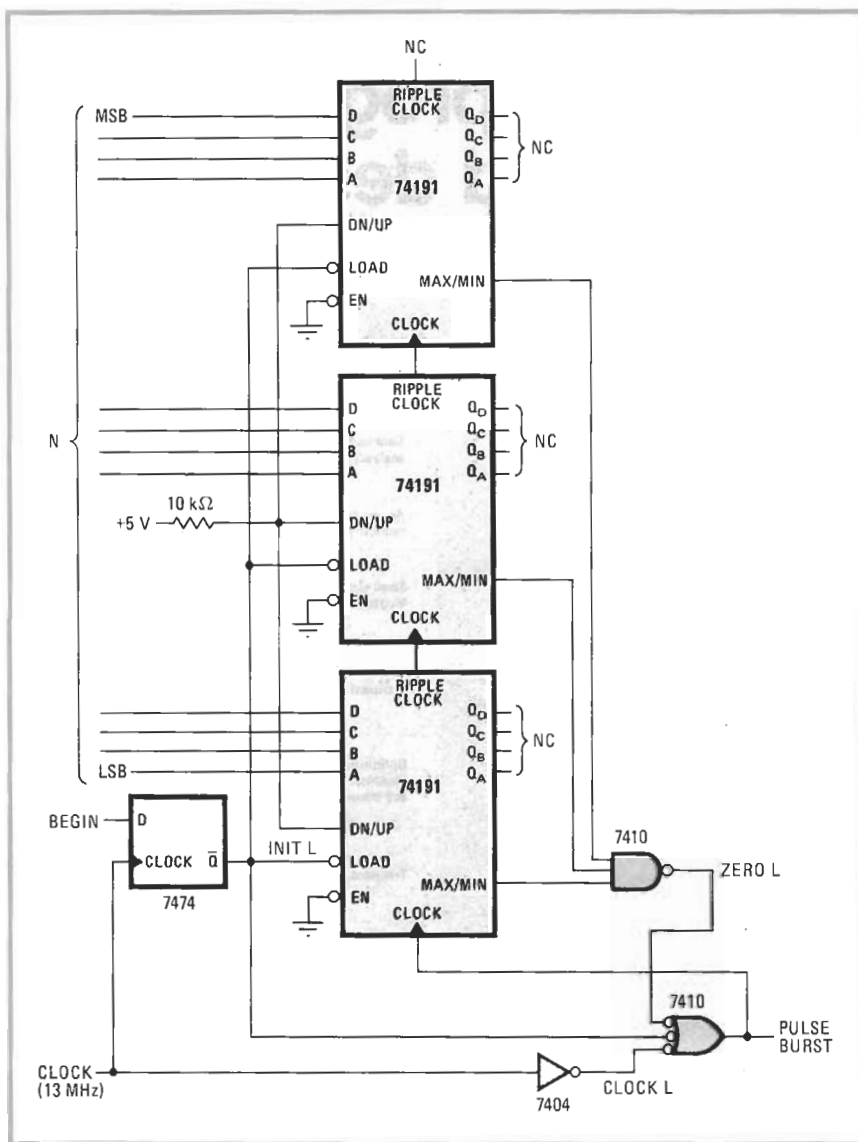 NC
RIPPLE
CLOCK
MSB
D
C
B
A
QD
QC
QB
QA
NC
74191
DN/UP
LOAD
EN
MAX/MIN
CLOCK
RIPPLE
CLOCK
D
C
B
A
QD
QC
QB
QA
NC
N
74191
10 kΩ
+5 V
DN/UP
LOAD
EN
MAX/MIN
CLOCK
RIPPLE
CLOCK
D
C
B
LSB
A
QD
QC
QB
QA
NC
74191
BEGIN
D
CLOCK
Q̅
7474
INIT L
DN/UP
LOAD
EN
MAX/MIN
CLOCK
7410
ZERO L
7410
PULSE
BURST
CLOCK
(13 MHz)
7404
CLOCK L